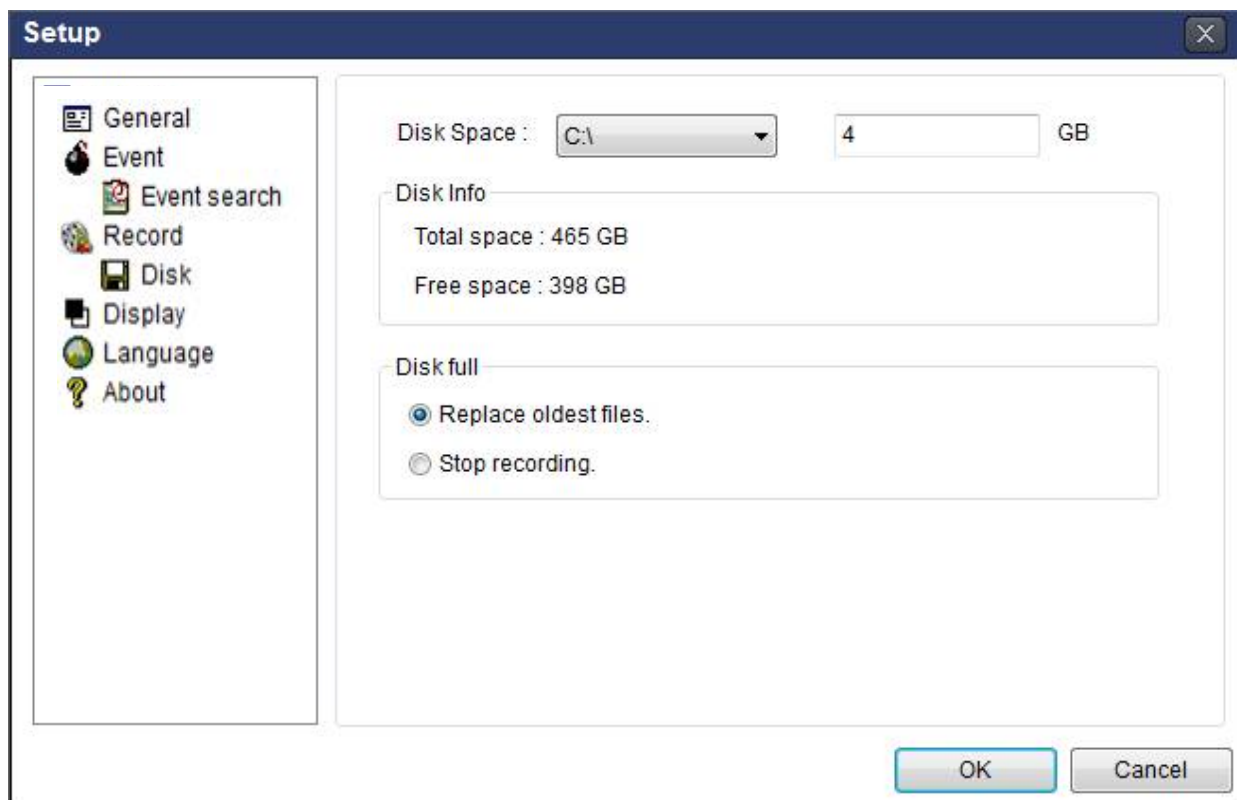 Setup
General
Event
Event search
Record
Disk
Display
Language
About
Disk Space : C:\ 4 GB
Disk Info
Total space : 465 GB
Free space : 398 GB
Disk full
Replace oldest files.
Stop recording.
OK Cancel